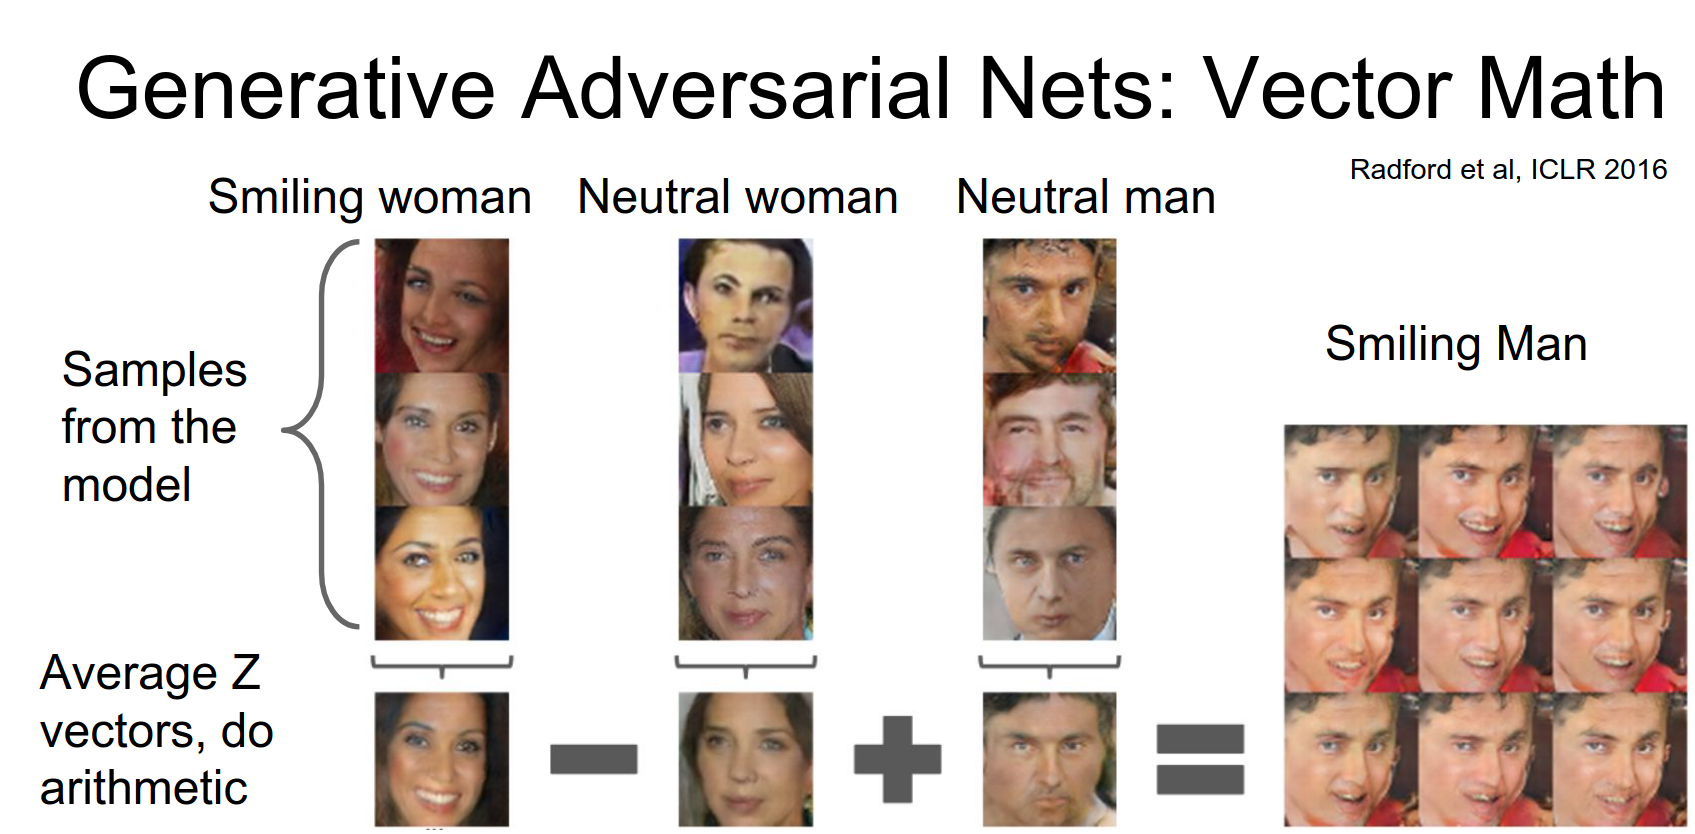 Generative Adversarial Nets: Vector Math
Radford et al, ICLR 2016
Smiling woman
Neutral woman
Neutral man
Smiling Man
Samples
from the
model
Average Z
vectors, do
arithmetic